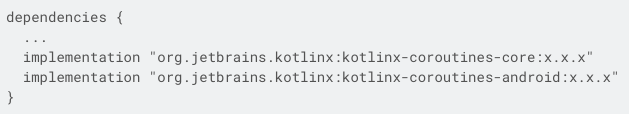 dependencies {
  ...
  implementation "org.jetbrains.kotlinx:kotlinx-coroutines-core:x.x.x"
  implementation "org.jetbrains.kotlinx:kotlinx-coroutines-android:x.x.x"
}